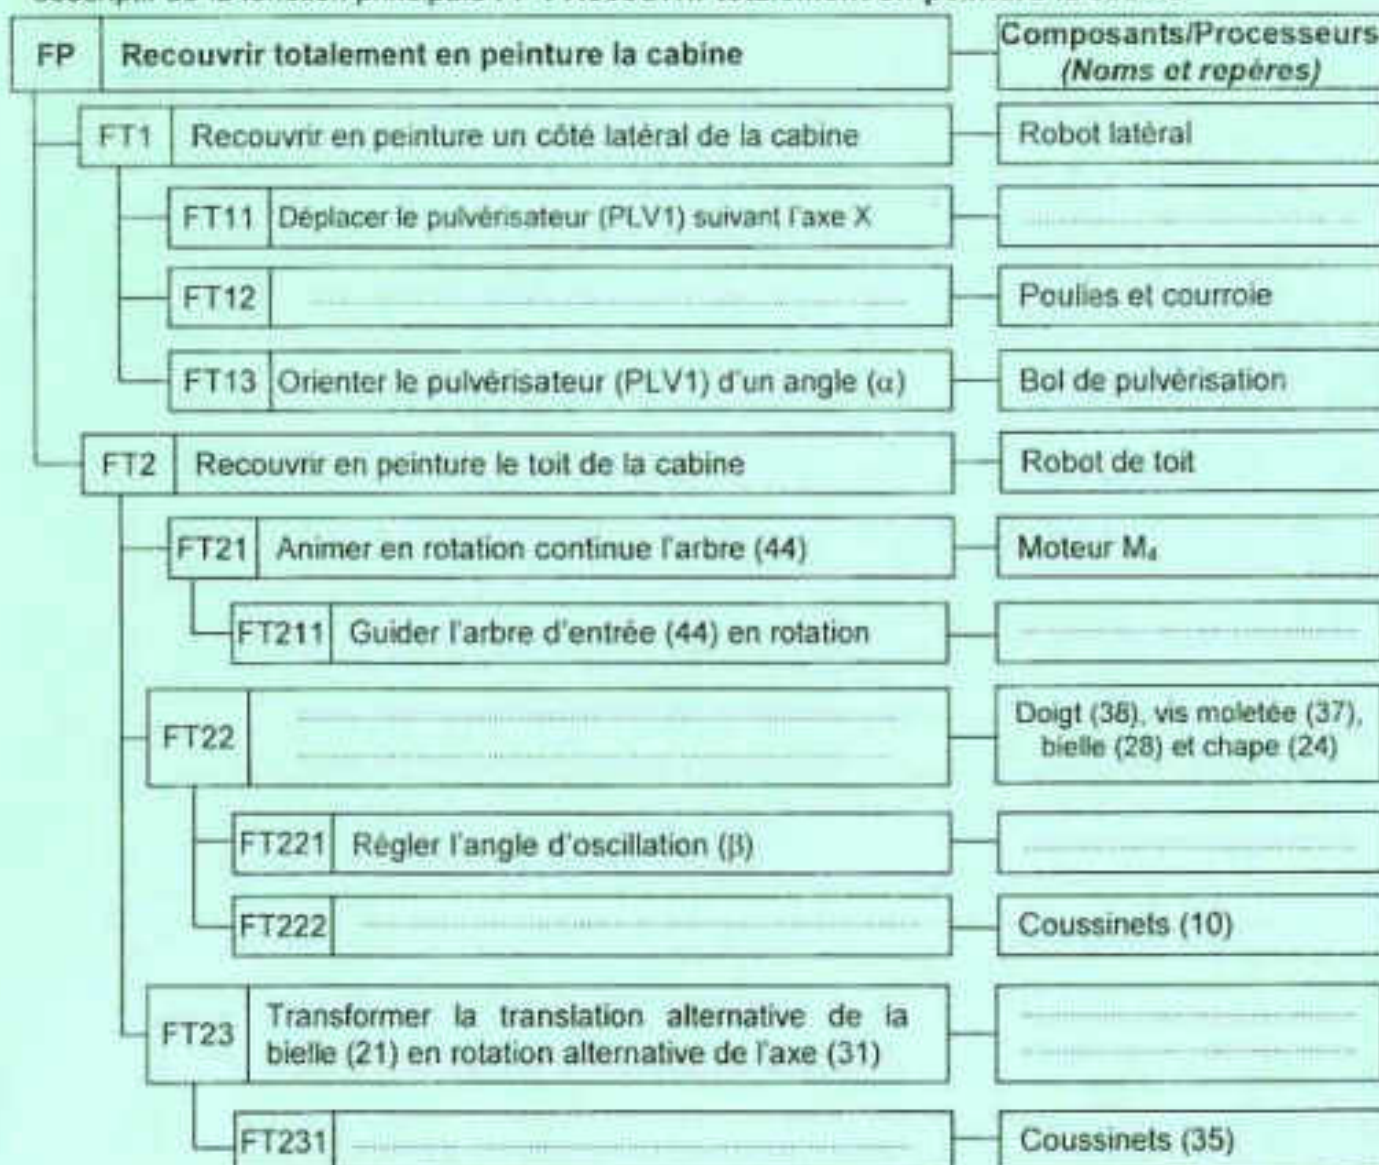 FP Recouvrir totalement en peinture la cabine Composants/Processeurs
(Noms et repères)
FT1 Recouvrir en peinture un côté latéral de la cabine Robot latéral
FT11 Déplacer le pulvérisateur (PLV1) suivant l'axe X
FT12 Poulies et courroie
FT13 Orienter le pulvérisateur (PLV1) d'un angle (α) Bol de pulvérisation
FT2 Recouvrir en peinture le toit de la cabine Robot de toit
FT21 Animer en rotation continue l'arbre (44) Moteur M₄
FT211 Guider l'arbre d'entrée (44) en rotation
FT22
Doigt (38), vis moletée (37),
bielle (28) et chape (24)
FT221 Régler l'angle d'oscillation (β)
FT222 Coussinets (10)
FT23 Transformer la translation alternative de la
bielle (21) en rotation alternative de l'axe (31)
FT231 Coussinets (35)